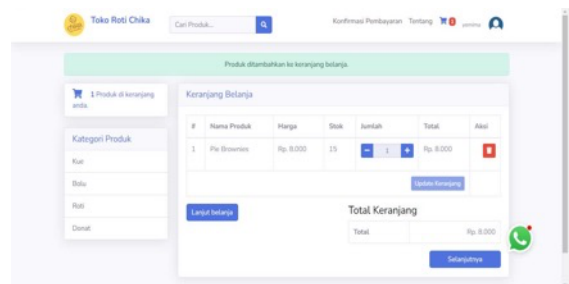 Toko Roti Chika
Cari Produk...
Konfirmasi Pembayaran Tentang 0
Produk ditambahkan ke keranjang belanja.
1 Produk di keranjang
anda.
Kategori Produk
Kue
Bolu
Roti
Donat
Keranjang Belanja
# Nama Produk Harga Stok Jumlah Total Aksi
1 Pie Brownies Rp. 8.000 15 - 1 + Rp. 8.000
Update Keranjang
Lanjut belanja
Total Keranjang
Total Rp. 8.000
Selanjutnya